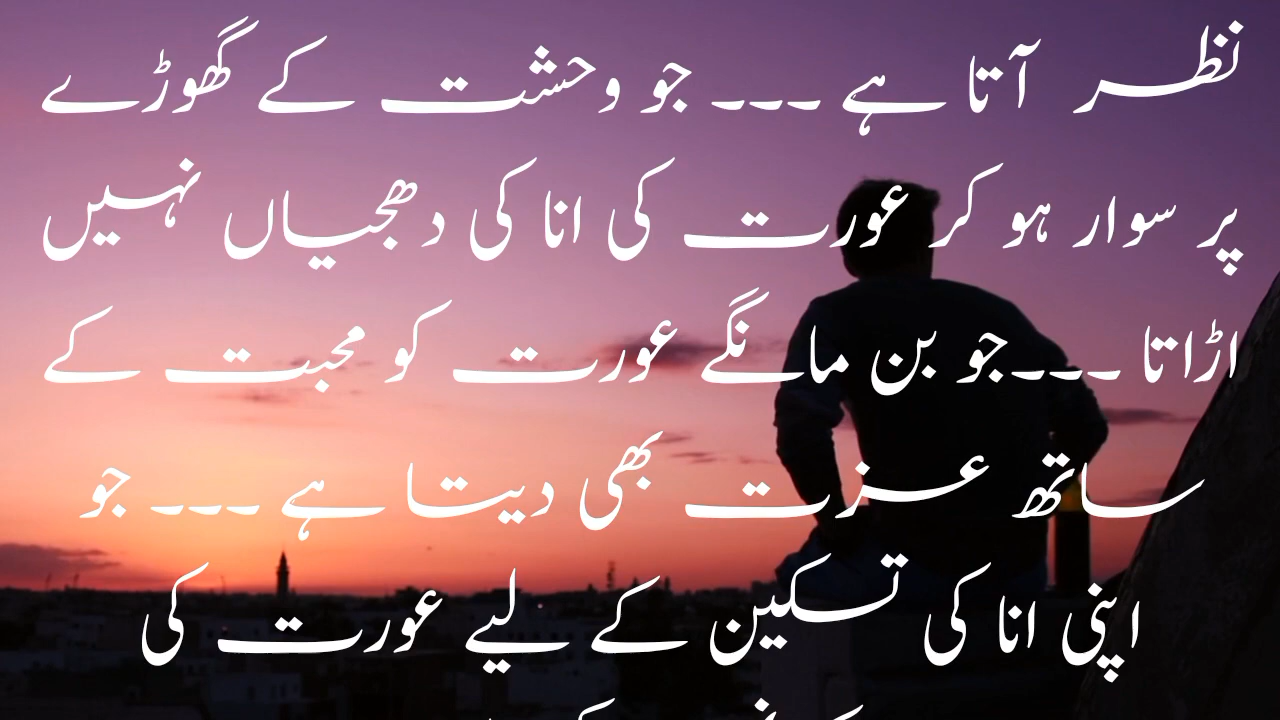 نظر آتا ہے ۔۔۔ جو وحشت کے گھوڑے
پر سوار ہو کر عورت کی انا کی دھجیاں نہیں
اڑاتا ۔۔۔جو بن مانگے عورت کو محبت کے
ساتھ عزت بھی دیتا ہے ۔۔۔ جو
اپنی انا کی تسکین کے لیے عورت کی